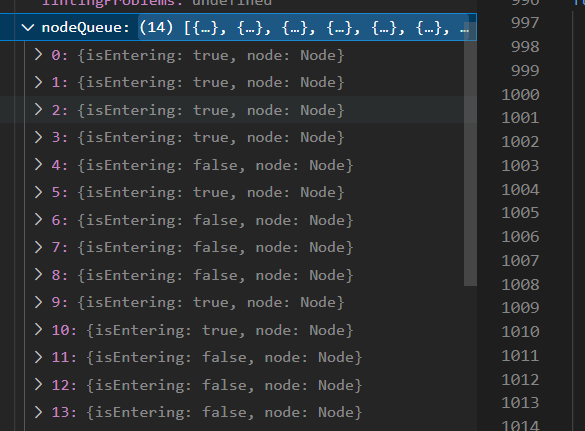 lintingProblems: undefined
nodeQueue: (14) [{…}, {…}, {…}, {…}, {…}, {…}, …
0: {isEntering: true, node: Node}
1: {isEntering: true, node: Node}
2: {isEntering: true, node: Node}
3: {isEntering: true, node: Node}
4: {isEntering: false, node: Node}
5: {isEntering: true, node: Node}
6: {isEntering: false, node: Node}
7: {isEntering: false, node: Node}
8: {isEntering: false, node: Node}
9: {isEntering: true, node: Node}
10: {isEntering: true, node: Node}
11: {isEntering: false, node: Node}
12: {isEntering: false, node: Node}
13: {isEntering: false, node: Node}
996
997
998
999
1000
1001
1002
1003
1004
1005
1006
1007
1008
1009
1010
1011
1012
1013
1014